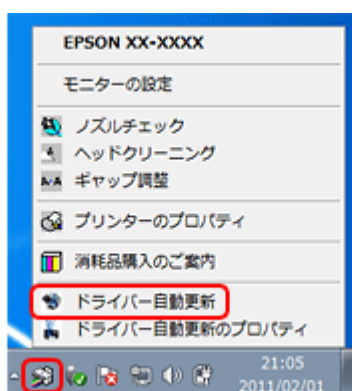 EPSON XX-XXXX
モニターの設定
ノズルチェック
ヘッドクリーニング
ギャップ調整
プリンターのプロパティ
消耗品購入のご案内
ドライバー自動更新
ドライバー自動更新のプロパティ
21:05
2011/02/01